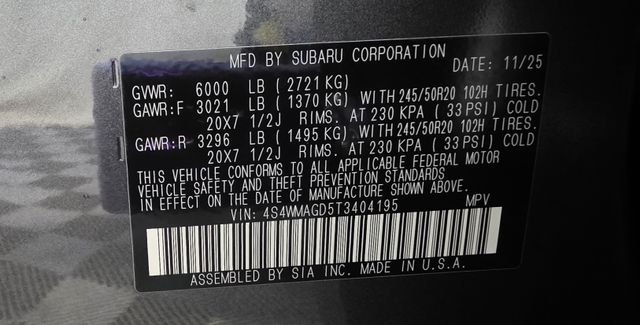 MFD BY SUBARU CORPORATION
DATE: 11/25
GVWR: 6000 LB (2721 KG)
GAWR:F 3021 LB (1370 KG) WITH 245/50R20 102H TIRES.
20X7 1/2J RIMS. AT 230 KPA (33 PSI) COLD
GAWR:R 3296 LB (1495 KG) WITH 245/50R20 102H TIRES.
20X7 1/2J RIMS. AT 230 KPA (33 PSI) COLD
THIS VEHICLE CONFORMS TO ALL APPLICABLE FEDERAL MOTOR
VEHICLE SAFETY AND THEFT PREVENTION STANDARDS
IN EFFECT ON THE DATE OF MANUFACTURE SHOWN ABOVE.
VIN: 4S4WMAGD5T3404195 MPV
ASSEMBLED BY SIA INC. MADE IN U.S.A.